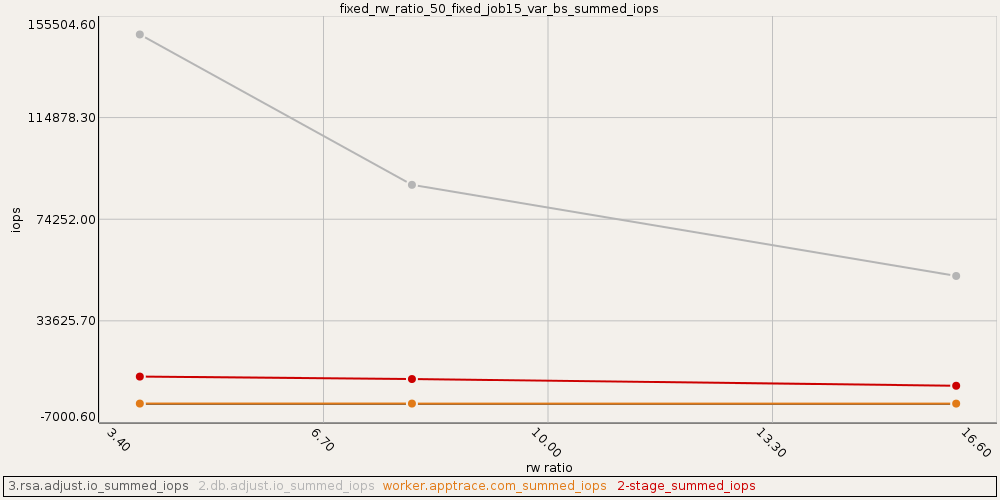 fixed_rw_ratio_50_fixed_job15_var_bs_summed_iops
155504.60
114878.30
74252.00
33625.70
-7000.60
iops
3.40
6.70
10.00
13.30
16.60
rw ratio
3.rsa.adjust.io_summed_iops 2.db.adjust.io_summed_iops worker.apptrace.com_summed_iops 2-stage_summed_iops